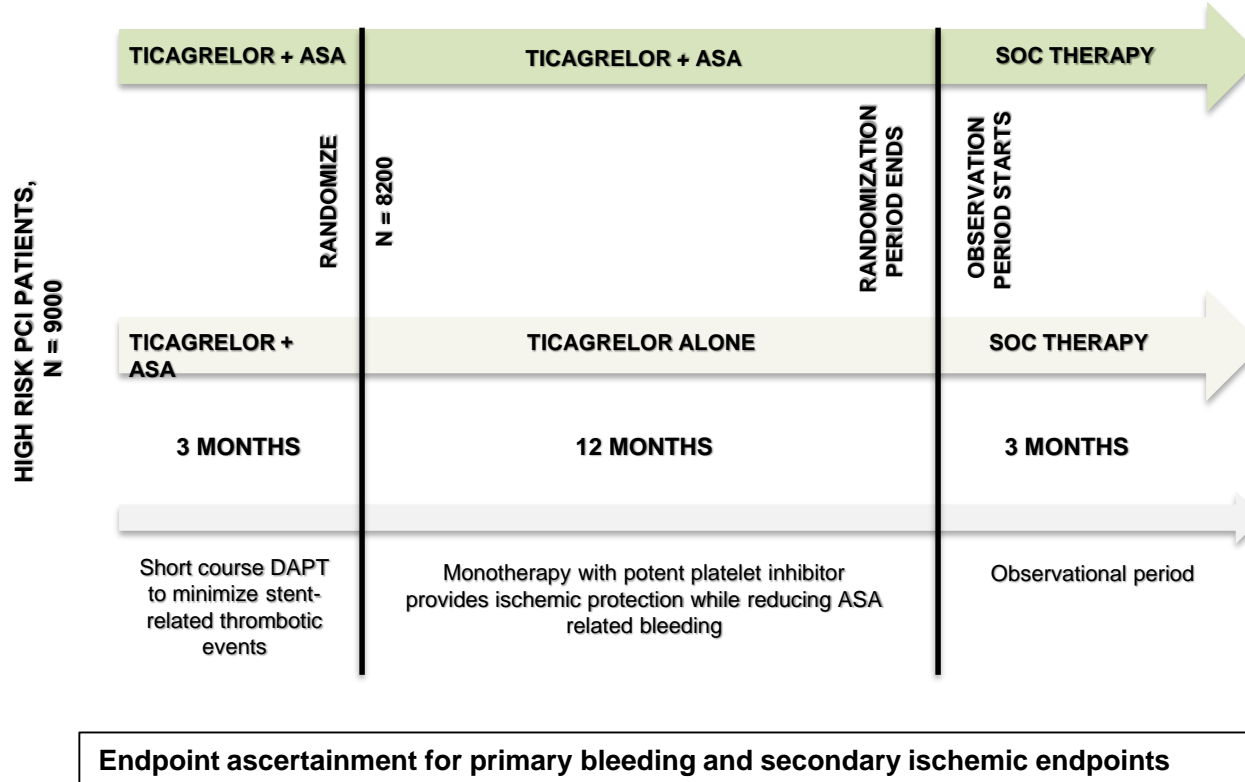 TICAGRELOR + ASA
TICAGRELOR + ASA
SOC THERAPY
HIGH RISK PCI PATIENTS,
N = 9000
RANDOMIZE
N = 8200
RANDOMIZATION
PERIOD ENDS
OBSERVATION
PERIOD STARTS
TICAGRELOR +
ASA
TICAGRELOR ALONE
SOC THERAPY
3 MONTHS
12 MONTHS
3 MONTHS
Short course DAPT
to minimize stent-
related thrombotic
events
Monotherapy with potent platelet inhibitor
provides ischemic protection while reducing ASA
related bleeding
Observational period
Endpoint ascertainment for primary bleeding and secondary ischemic endpoints